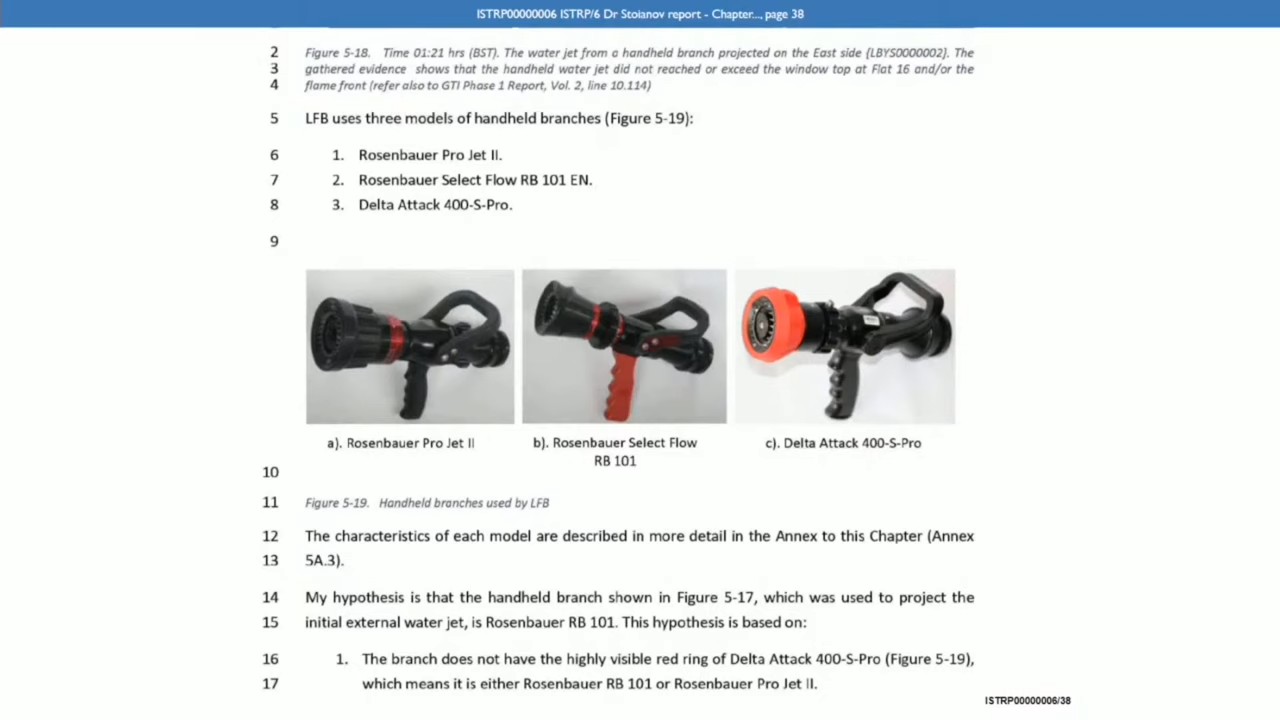 ISTRP00000006 ISTRP/6 Dr Stoianov report - Chapter..., page 38
2 Figure 5-18. Time 01:21 hrs (BST). The water jet from a handheld branch projected on the East side {LBYS0000002}. The
3 gathered evidence shows that the handheld water jet did not reached or exceed the window top at Flat 16 and/or the
4 flame front (refer also to GTI Phase 1 Report, Vol. 2, line 10.114)
5 LFB uses three models of handheld branches (Figure 5-19):
6 1. Rosenbauer Pro Jet II.
7 2. Rosenbauer Select Flow RB 101 EN.
8 3. Delta Attack 400-S-Pro.
9
a). Rosenbauer Pro Jet II b). Rosenbauer Select Flow c). Delta Attack 400-S-Pro
RB 101
10
11 Figure 5-19. Handheld branches used by LFB
12 The characteristics of each model are described in more detail in the Annex to this Chapter (Annex
13 5A.3).
14 My hypothesis is that the handheld branch shown in Figure 5-17, which was used to project the
15 initial external water jet, is Rosenbauer RB 101. This hypothesis is based on:
16 1. The branch does not have the highly visible red ring of Delta Attack 400-S-Pro (Figure 5-19),
17 which means it is either Rosenbauer RB 101 or Rosenbauer Pro Jet II.
ISTRP00000006/38